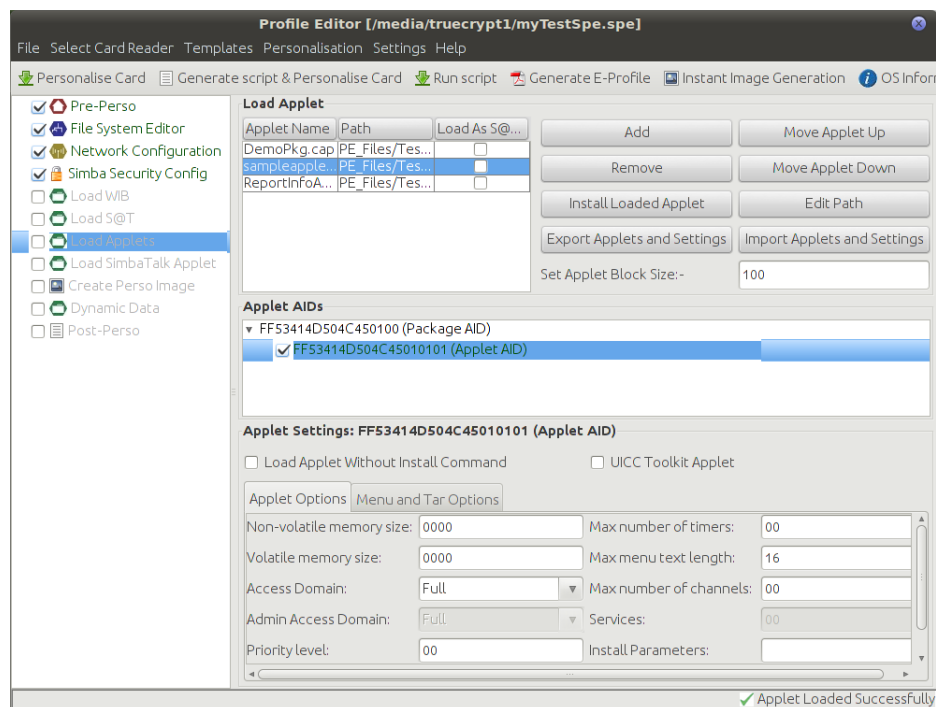 Profile Editor [/media/truecrypt1/myTestSpe.spe]
File Select Card Reader Templates Personalisation Settings Help
Personalise Card Generate script & Personalise Card Run script Generate E-Profile Instant Image Generation OS Infor
Pre-Perso
File System Editor
Network Configuration
Simba Security Config
Load WIB
Load S@T
Load Applets
Load SimbaTalk Applet
Create Perso Image
Dynamic Data
Post-Perso
Load Applet
Applet Name Path Load As S@...
DemoPkg.cap PE_Files/Tes...
sampleapple... PE_Files/Tes...
ReportInfoA... PE_Files/Tes...
Add Move Applet Up
Remove Move Applet Down
Install Loaded Applet Edit Path
Export Applets and Settings Import Applets and Settings
Set Applet Block Size:- 100
Applet AIDs
FF53414D504C450100 (Package AID)
FF53414D504C45010101 (Applet AID)
Applet Settings: FF53414D504C45010101 (Applet AID)
Load Applet Without Install Command UICC Toolkit Applet
Applet Options Menu and Tar Options
Non-volatile memory size: 0000 Max number of timers: 00
Volatile memory size: 0000 Max menu text length: 16
Access Domain: Full Max number of channels: 00
Admin Access Domain: Full Services: 00
Priority level: 00 Install Parameters:
Applet Loaded Successfully